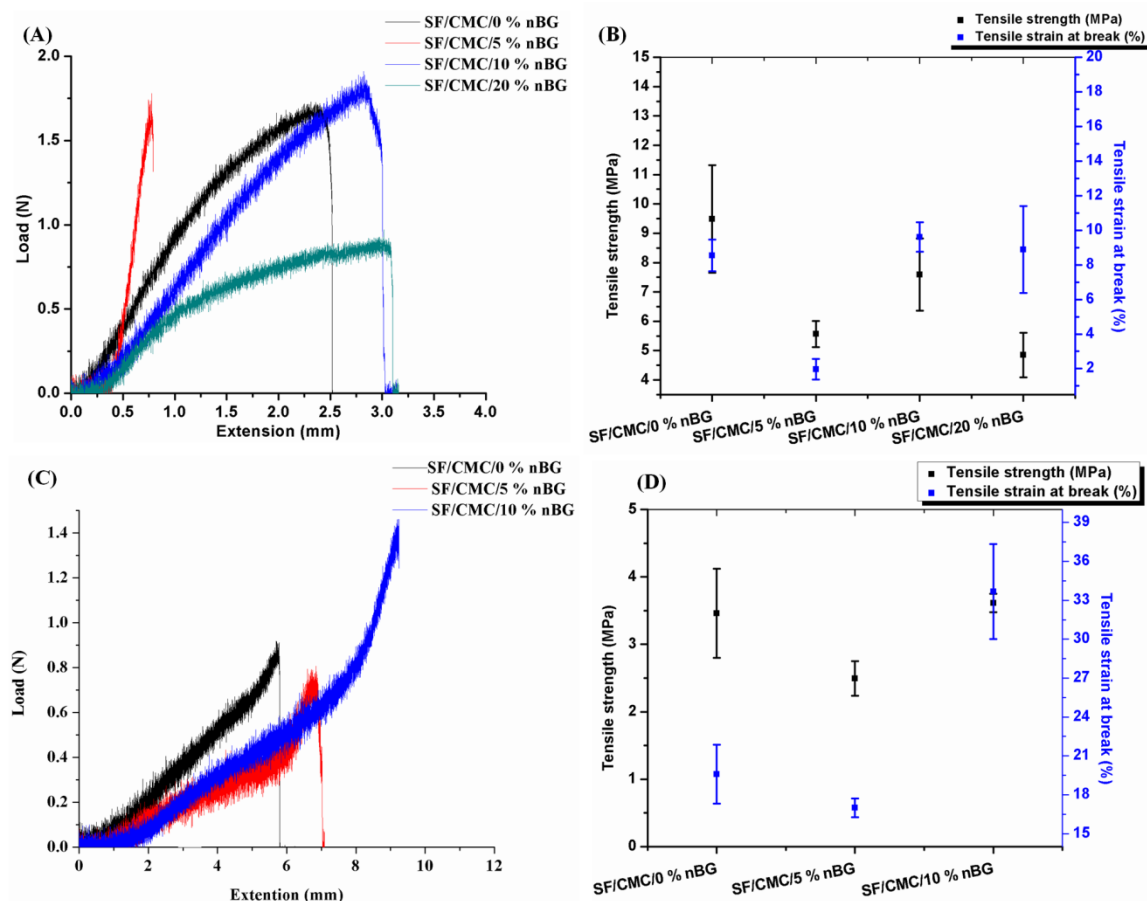 (A)
SF/CMC/0 % nBG
SF/CMC/5 % nBG
SF/CMC/10 % nBG
SF/CMC/20 % nBG
2.0
1.5
1.0
0.5
0.0
Load (N)
0.0 0.5 1.0 1.5 2.0 2.5 3.0 3.5 4.0
Extension (mm)
(B)
Tensile strength (MPa)
Tensile strain at break (%)
15
14
13
12
11
10
9
8
7
6
5
4
Tensile strength (MPa)
20
18
16
14
12
10
8
6
4
2
Tensile strain at break (%)
SF/CMC/0 % nBG
SF/CMC/5 % nBG
SF/CMC/10 % nBG
SF/CMC/20 % nBG
(C)
SF/CMC/0 % nBG
SF/CMC/5 % nBG
SF/CMC/10 % nBG
1.4
1.2
1.0
0.8
0.6
0.4
0.2
0.0
Load (N)
0 2 4 6 8 10 12
Extention (mm)
(D)
Tensile strength (MPa)
Tensile strain at break (%)
5
4
3
2
1
0
Tensile strength (MPa)
39
36
33
30
27
24
21
18
15
Tensile strain at break (%)
SF/CMC/0 % nBG
SF/CMC/5 % nBG
SF/CMC/10 % nBG